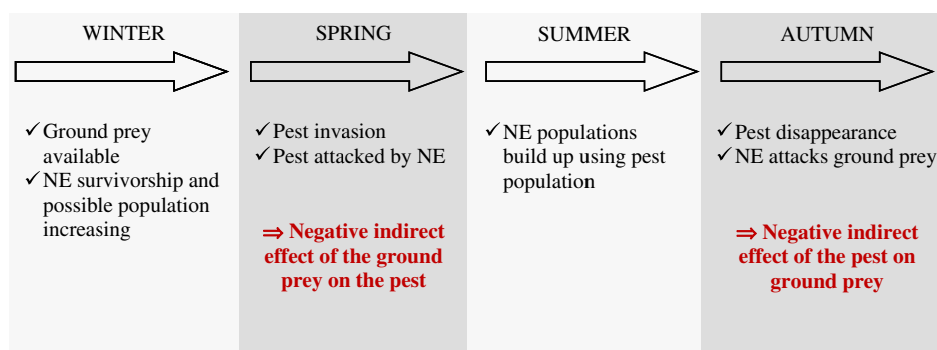 WINTER
✓ Ground prey
available
✓ NE survivorship and
possible population
increasing
SPRING
✓ Pest invasion
✓ Pest attacked by NE
⇒ Negative indirect
effect of the ground
prey on the pest
SUMMER
✓ NE populations
build up using pest
population
AUTUMN
✓ Pest disappearance
✓ NE attacks ground prey
⇒ Negative indirect
effect of the pest on
ground prey